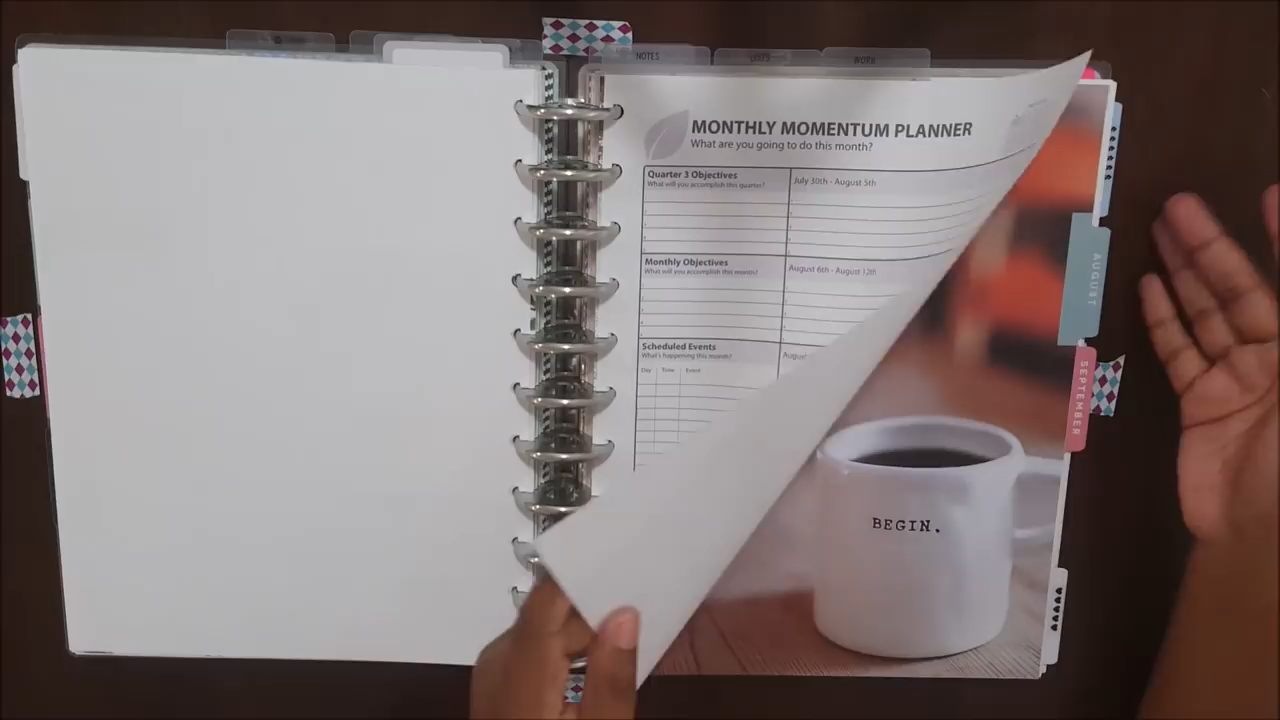 NOTES
WORK
MONTHLY MOMENTUM PLANNER
What are you going to do this month?
Quarter 3 Objectives
What will you accomplish this quarter?
July 30th - August 5th
Monthly Objectives
What will you accomplish this month?
August 6th - August 12th
Scheduled Events
What's happening this month?
August
Day Time Event
AUGUST
SEPTEMBER
BEGIN.